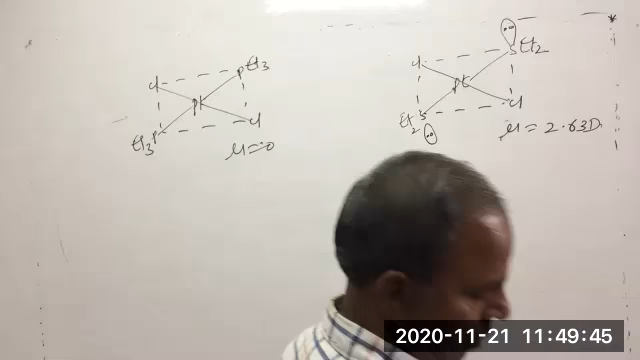 Cl PEt3
Pt
Et3P Cl
μ = 0
Cl SEt2
Pt
Et2S Cl
μ = 2.63D.
2020-11-21 11:49:45